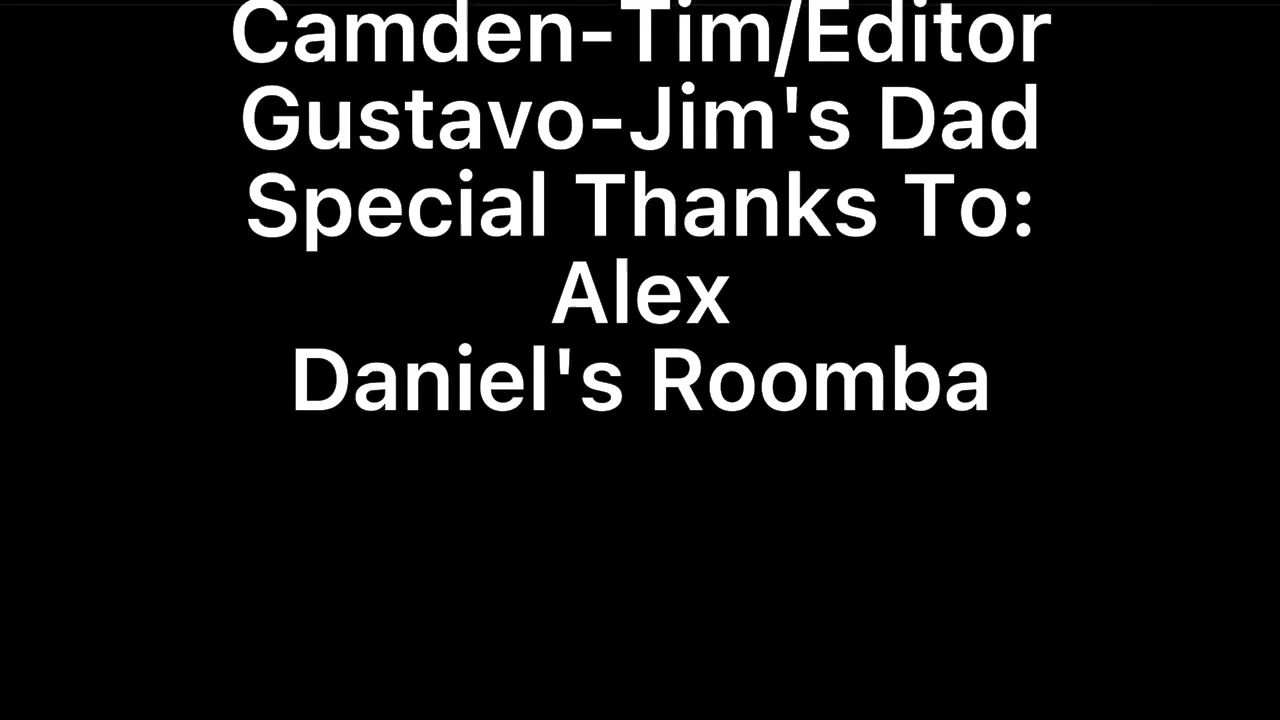 Camden-Tim/Editor
Gustavo-Jim's Dad
Special Thanks To:
Alex
Daniel's Roomba